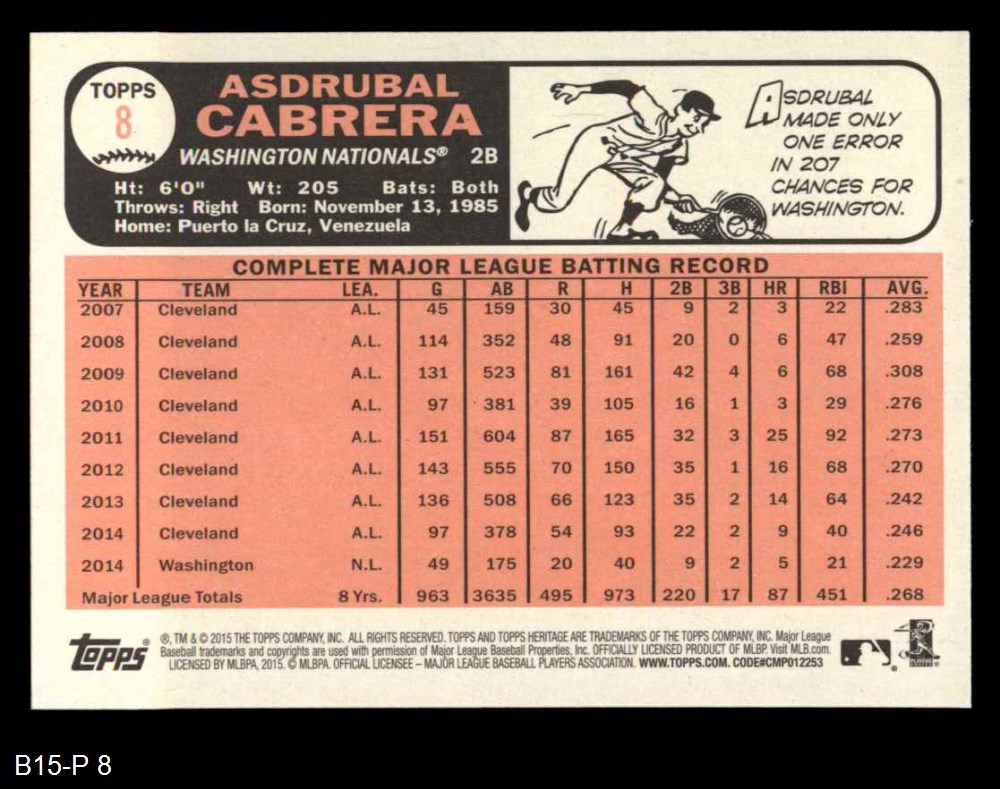 TOPPS
8
ASDRUBAL
CABRERA
WASHINGTON NATIONALS® 2B
Ht: 6'0" Wt: 205 Bats: Both
Throws: Right Born: November 13, 1985
Home: Puerto la Cruz, Venezuela
ASDRUBAL
MADE ONLY
ONE ERROR
IN 207
CHANCES FOR
WASHINGTON.
COMPLETE MAJOR LEAGUE BATTING RECORD
YEAR TEAM LEA. G AB R H 2B 3B HR RBI AVG.
2007 Cleveland A.L. 45 159 30 45 9 2 3 22 .283
2008 Cleveland A.L. 114 352 48 91 20 0 6 47 .259
2009 Cleveland A.L. 131 523 81 161 42 4 6 68 .308
2010 Cleveland A.L. 97 381 39 105 16 1 3 29 .276
2011 Cleveland A.L. 151 604 87 165 32 3 25 92 .273
2012 Cleveland A.L. 143 555 70 150 35 1 16 68 .270
2013 Cleveland A.L. 136 508 66 123 35 2 14 64 .242
2014 Cleveland A.L. 97 378 54 93 22 2 9 40 .246
2014 Washington N.L. 49 175 20 40 9 2 5 21 .229
Major League Totals 8 Yrs. 963 3635 495 973 220 17 87 451 .268
Topps®
®, TM & © 2015 THE TOPPS COMPANY, INC. ALL RIGHTS RESERVED. TOPPS AND TOPPS HERITAGE ARE TRADEMARKS OF THE TOPPS COMPANY, INC. Major League
Baseball trademarks and copyrights are used with permission of Major League Baseball Properties, Inc. OFFICIALLY LICENSED PRODUCT OF MLBP. Visit MLB.com.
LICENSED BY MLBPA, 2015. © MLBPA. OFFICIAL LICENSEE – MAJOR LEAGUE BASEBALL PLAYERS ASSOCIATION. WWW.TOPPS.COM. CODE#CMP012253
B15-P 8